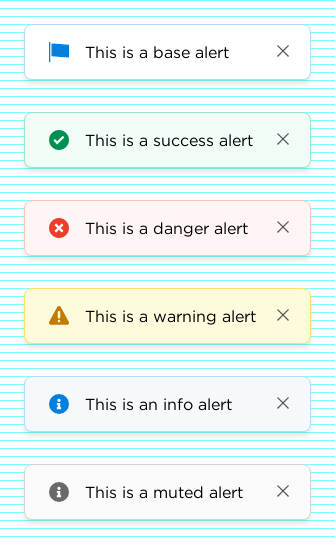 This is a base alert
This is a success alert
This is a danger alert
This is a warning alert
This is an info alert
This is a muted alert